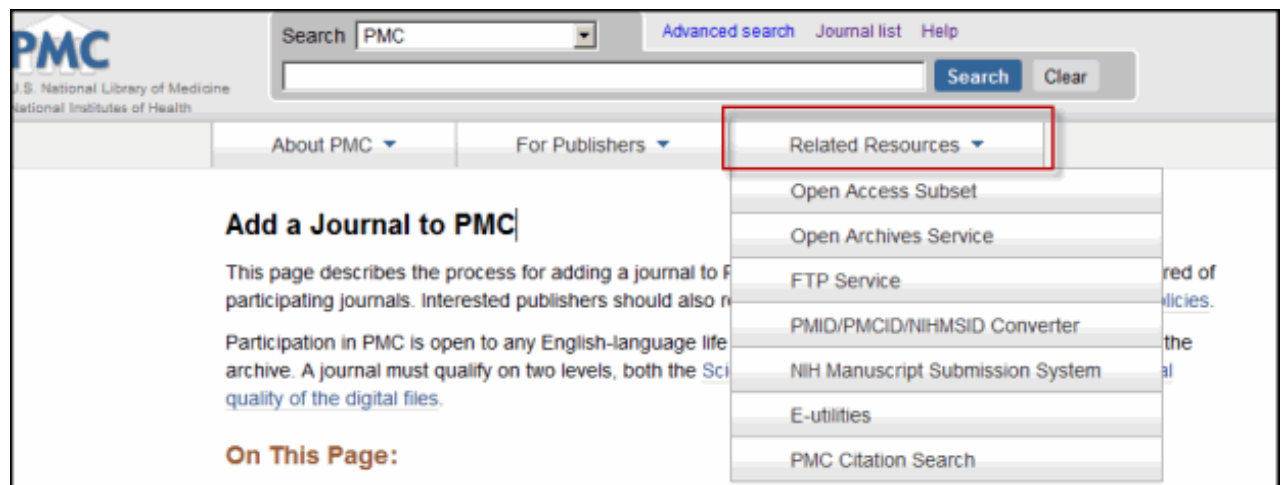 PMC
U.S. National Library of Medicine
National Institutes of Health
Search PMC
Advanced search Journal list Help
Search Clear
About PMC For Publishers Related Resources
Open Access Subset
Open Archives Service
FTP Service
PMID/PMCID/NIHMSID Converter
NIH Manuscript Submission System
E-utilities
PMC Citation Search
Add a Journal to PMC
This page describes the process for adding a journal to red of
participating journals. Interested publishers should also licies.
Participation in PMC is open to any English-language life the
archive. A journal must qualify on two levels, both the Sci al
quality of the digital files.
On This Page: